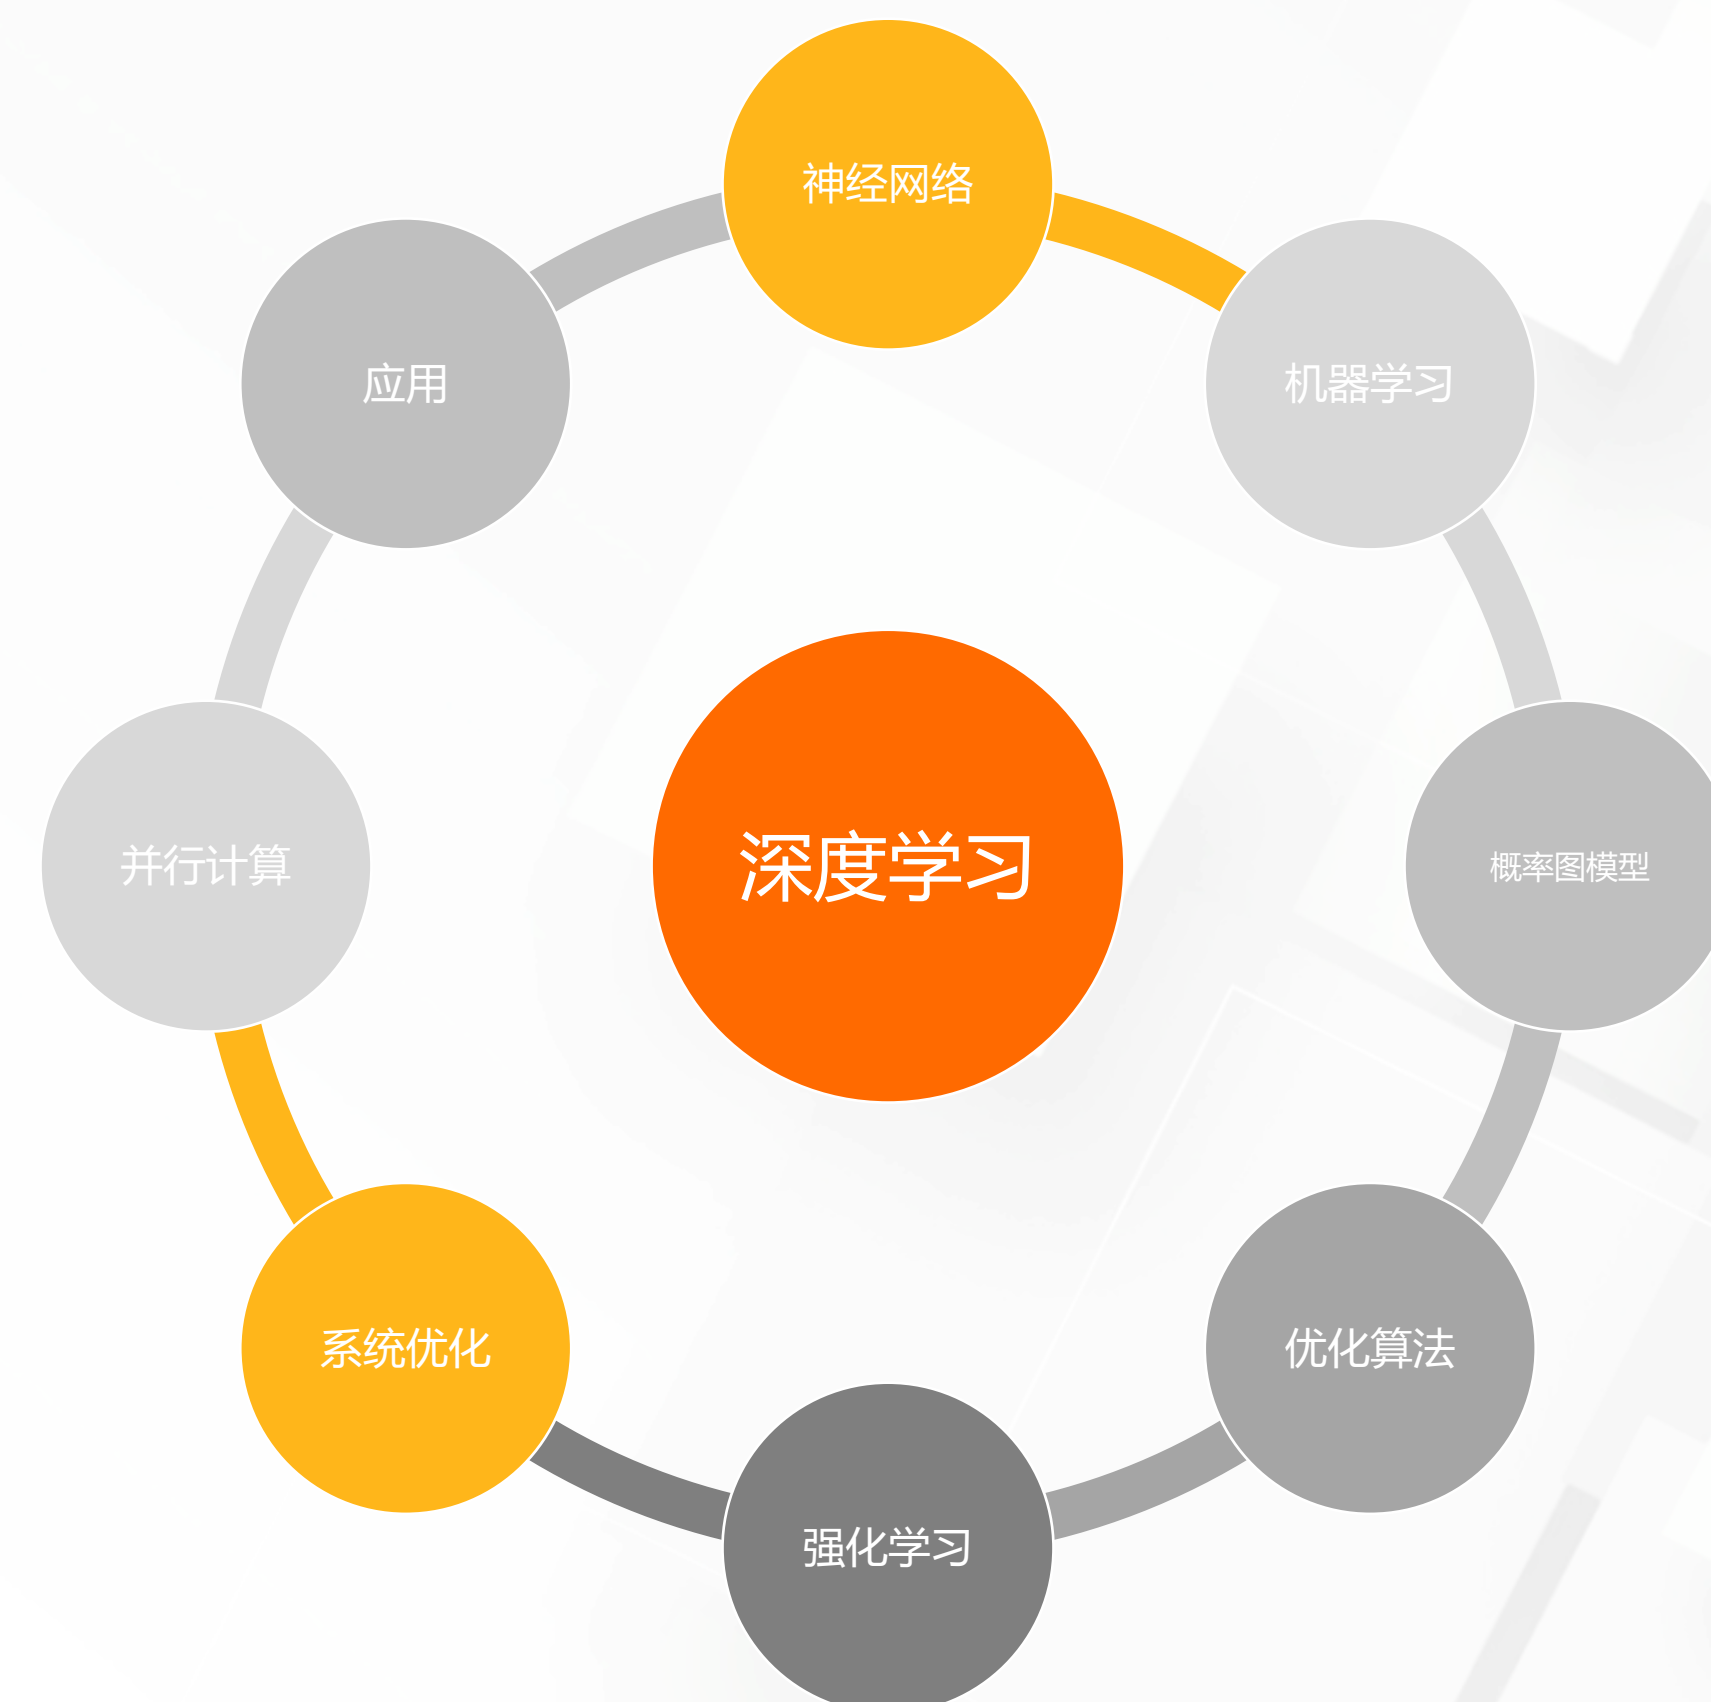 神经网络
应用
机器学习
并行计算
深度学习
概率图模型
系统优化
优化算法
强化学习